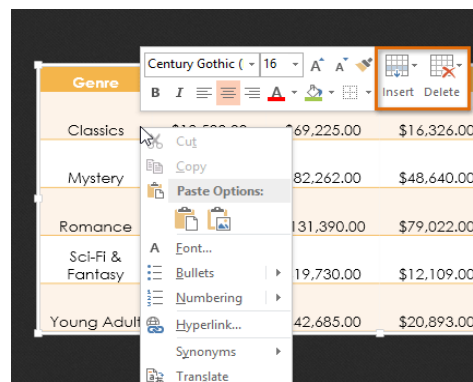 Century Gothic ( 16 A A
B I A Insert Delete
Genre
Classics 69,225.00 $16,326.00
Cut
Copy
Mystery 82,262.00 $48,640.00
Paste Options:
Romance 131,390.00 $79,022.00
A Font...
Sci-Fi &
Fantasy 19,730.00 $12,109.00
Bullets
Numbering
Young Adult 42,685.00 $20,893.00
Hyperlink...
Synonyms
Translate